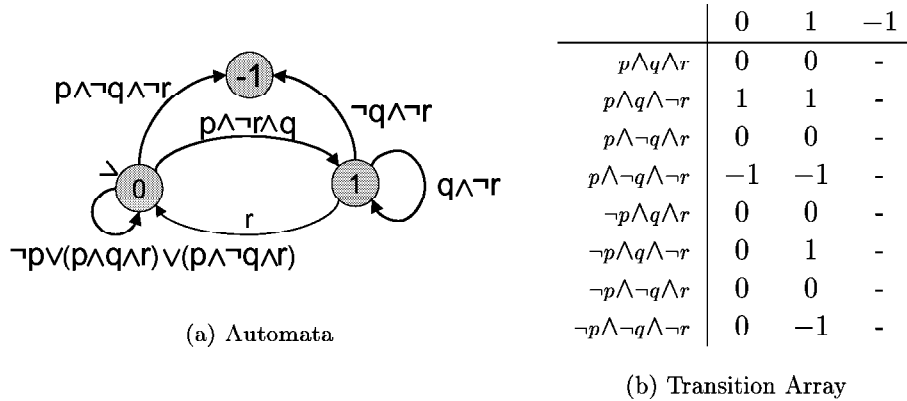 -1
p∧¬q∧¬r
¬q∧¬r
p∧¬r∧q
>
0
1
q∧¬r
r
¬p∨(p∧q∧r)∨(p∧¬q∧r)
(a) Automata
0 1 −1
p∧q∧r 0 0 -
p∧q∧¬r 1 1 -
p∧¬q∧r 0 0 -
p∧¬q∧¬r −1 −1 -
¬p∧q∧r 0 0 -
¬p∧q∧¬r 0 1 -
¬p∧¬q∧r 0 0 -
¬p∧¬q∧¬r 0 −1 -
(b) Transition Array